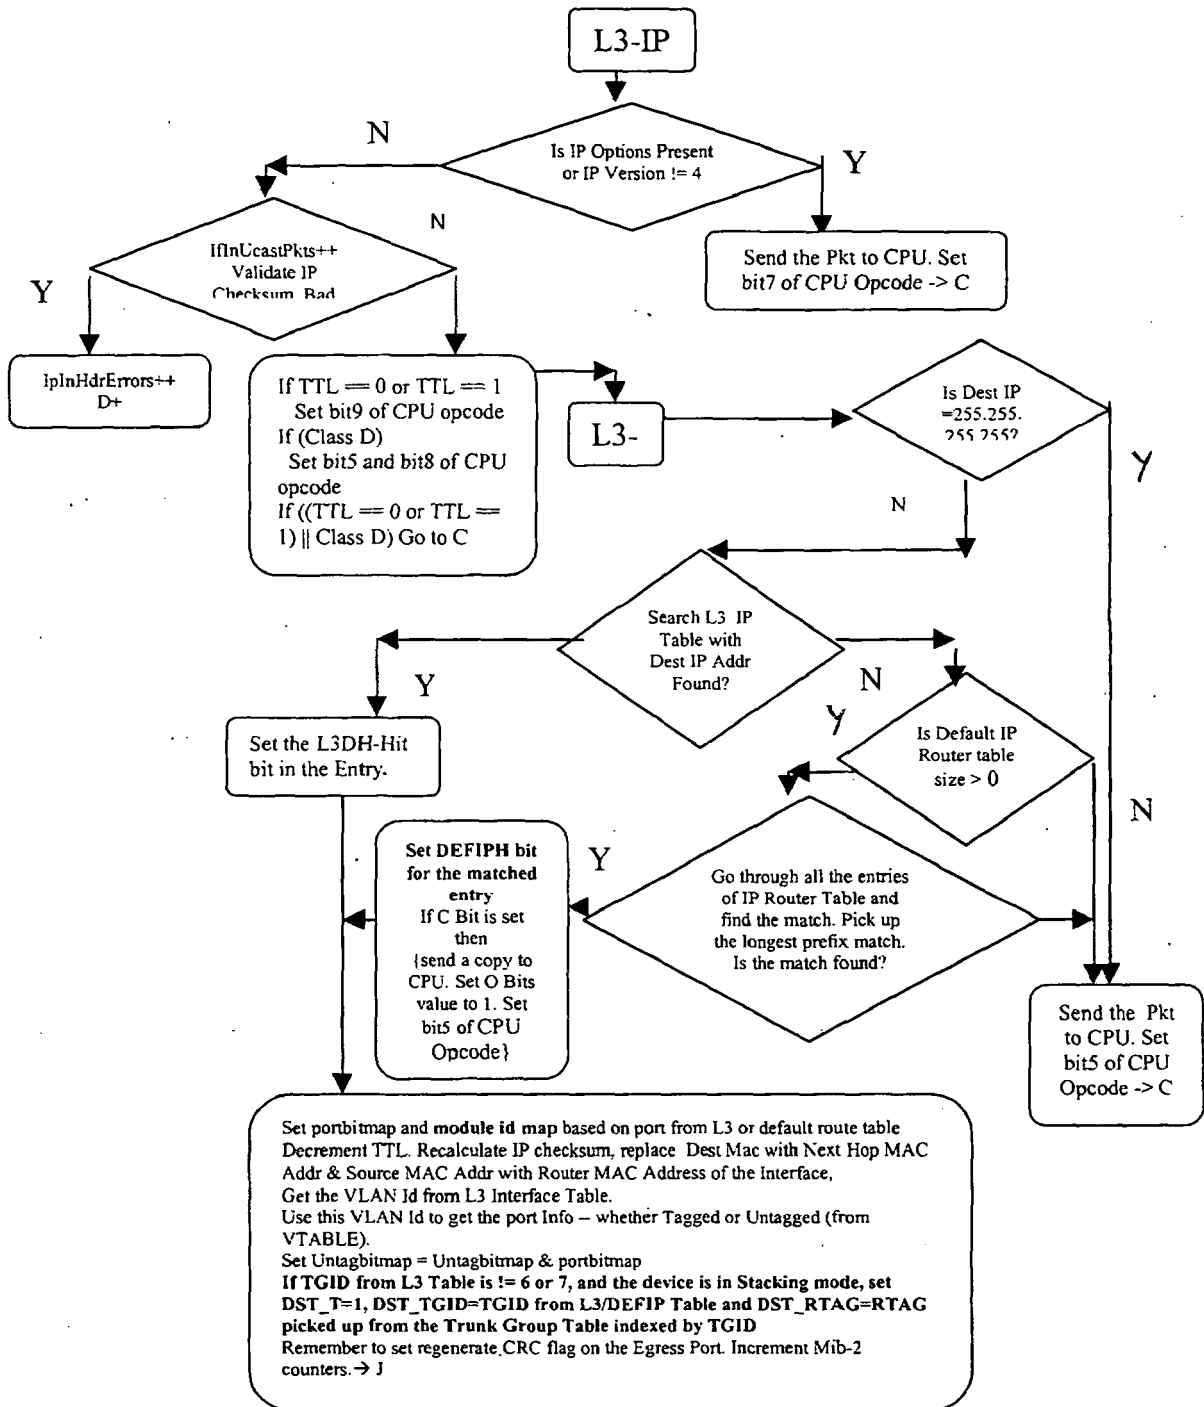 L3-IP
N
Is IP Options Present
or IP Version != 4
Y
N
IfInUcastPkts++
Validate IP
Checksum Bad
Y
Send the Pkt to CPU. Set
bit7 of CPU Opcode -> C
IpInHdrErrors++
D+
If TTL == 0 or TTL == 1
Set bit9 of CPU opcode
If (Class D)
Set bit5 and bit8 of CPU
opcode
If ((TTL == 0 or TTL ==
1) || Class D) Go to C
L3-
Is Dest IP
=255.255.
255.255?
Y
N
Search L3 IP
Table with
Dest IP Addr
Found?
Y
N
Y
Set the L3DH-Hit
bit in the Entry.
Is Default IP
Router table
size > 0
N
Set DEFIPH bit
for the matched
entry
If C Bit is set
then
{send a copy to
CPU. Set O Bits
value to 1. Set
bit5 of CPU
Opcode}
Y
Go through all the entries
of IP Router Table and
find the match. Pick up
the longest prefix match.
Is the match found?
Send the Pkt
to CPU. Set
bit5 of CPU
Opcode -> C
Set portbitmap and module id map based on port from L3 or default route table
Decrement TTL. Recalculate IP checksum, replace Dest Mac with Next Hop MAC
Addr & Source MAC Addr with Router MAC Address of the Interface,
Get the VLAN Id from L3 Interface Table.
Use this VLAN Id to get the port Info – whether Tagged or Untagged (from
VTABLE).
Set Untagbitmap = Untagbitmap & portbitmap
If TGID from L3 Table is != 6 or 7, and the device is in Stacking mode, set
DST_T=1, DST_TGID=TGID from L3/DEFIP Table and DST_RTAG=RTAG
picked up from the Trunk Group Table indexed by TGID
Remember to set regenerate CRC flag on the Egress Port. Increment Mib-2
counters.→ J